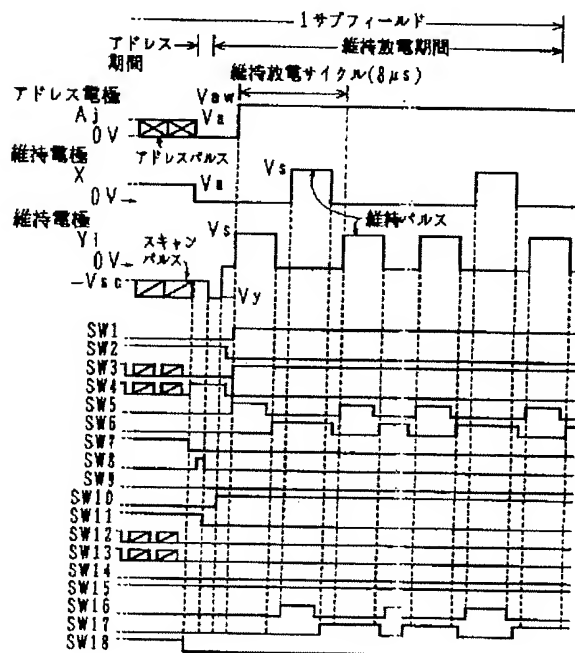 1サブフィールド
アドレス
期間
維持放電期間
維持放電サイクル(8μs)
アドレス電極
Aj
0V
Vaw
Va
アドレスパルス
維持電極
X
0V
Va
Vs
維持パルス
維持電極
Yi
0V
スキャン
パルス
Vs
-Vsc
Vy
SW1
SW2
SW3
SW4
SW5
SW6
SW7
SW8
SW9
SW10
SW11
SW12
SW13
SW14
SW15
SW16
SW17
SW18